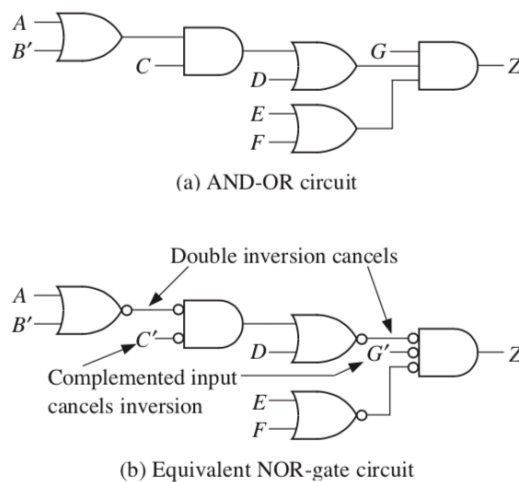 A
B′
C
D
G
Z
E
F
(a) AND-OR circuit
Double inversion cancels
A
B′
C′
D
G′
Z
Complemented input
cancels inversion
E
F
(b) Equivalent NOR-gate circuit